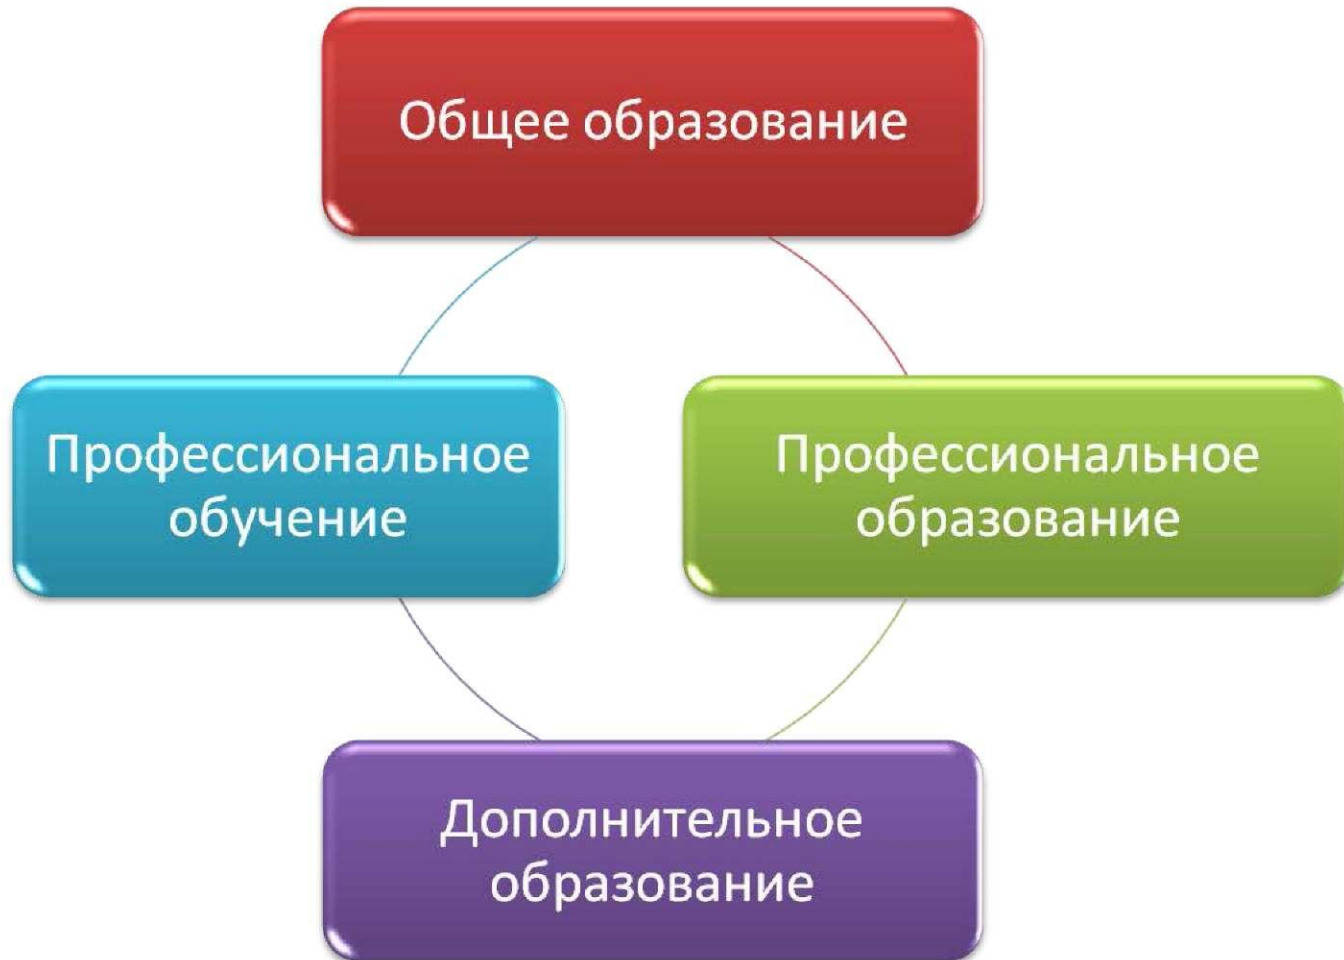 Общее образование
Профессиональное
обучение
Профессиональное
образование
Дополнительное
образование